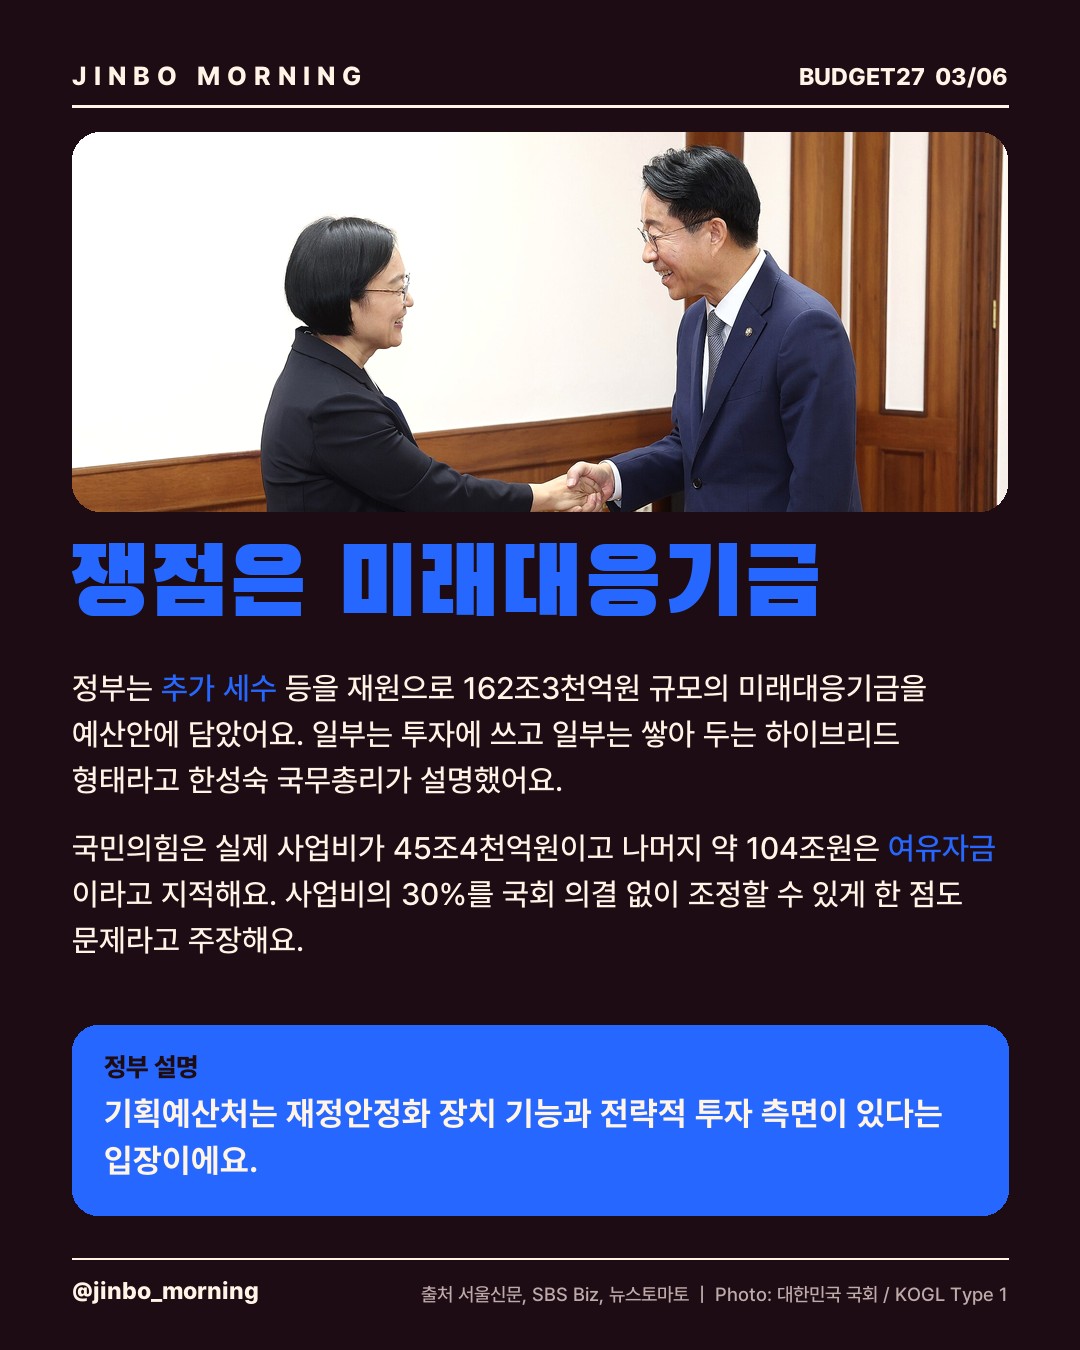 JINBO MORNING
BUDGET27 03/06
쟁점은 미래대응기금
정부는 추가 세수 등을 재원으로 162조3천억원 규모의 미래대응기금을
예산안에 담았어요. 일부는 투자에 쓰고 일부는 쌓아 두는 하이브리드
형태라고 한성숙 국무총리가 설명했어요.
국민의힘은 실제 사업비가 45조4천억원이고 나머지 약 104조원은 여유자금
이라고 지적해요. 사업비의 30%를 국회 의결 없이 조정할 수 있게 한 점도
문제라고 주장해요.
정부 설명
기획예산처는 재정안정화 장치 기능과 전략적 투자 측면이 있다는
입장이에요.
@jinbo_morning
출처 서울신문, SBS Biz, 뉴스토마토 | Photo: 대한민국 국회 / KOGL Type 1